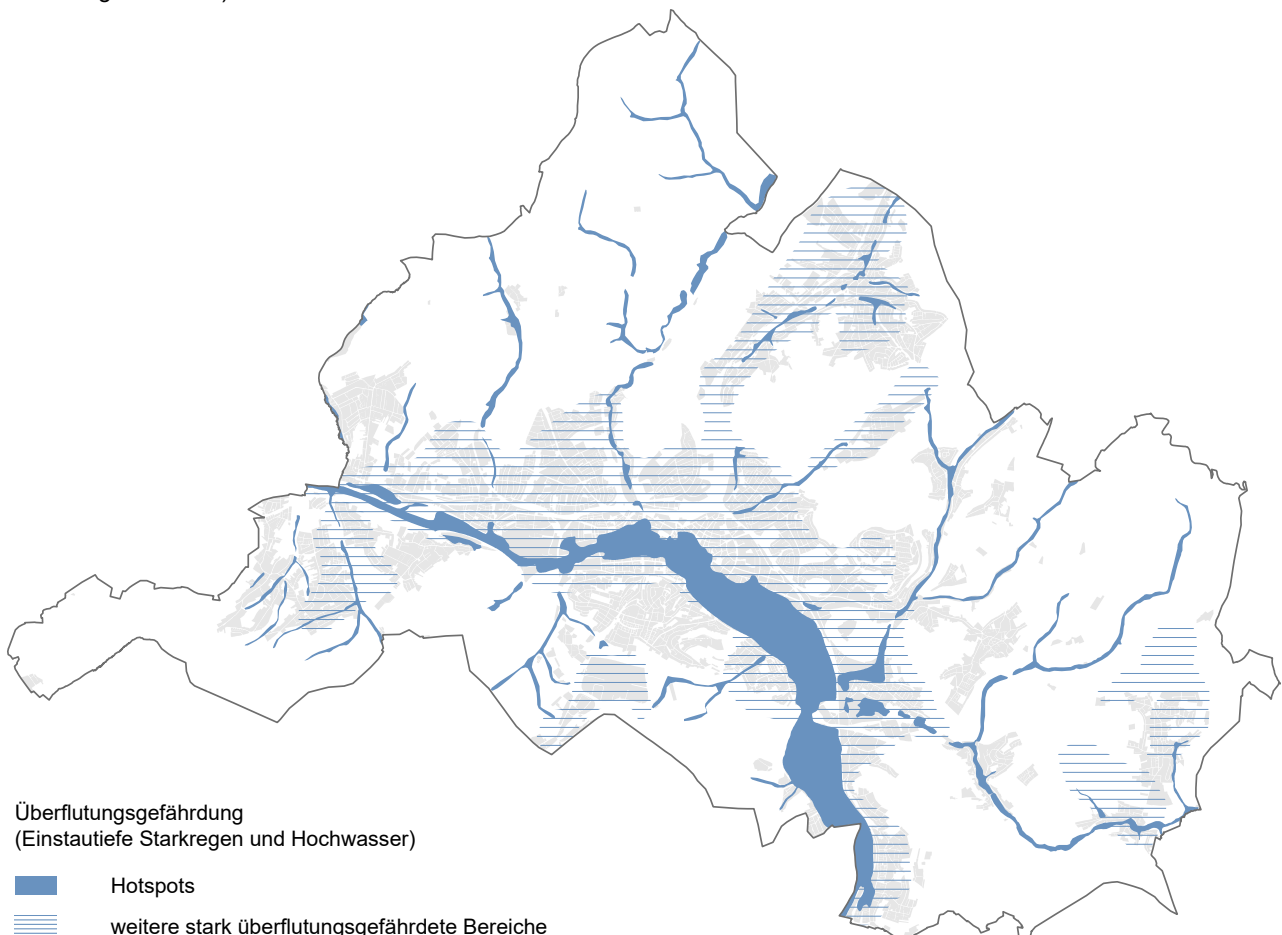 Überflutungsgefährdung
(Einstautiefe Starkregen und Hochwasser)
Hotspots
weitere stark überflutungsgefährdete Bereiche